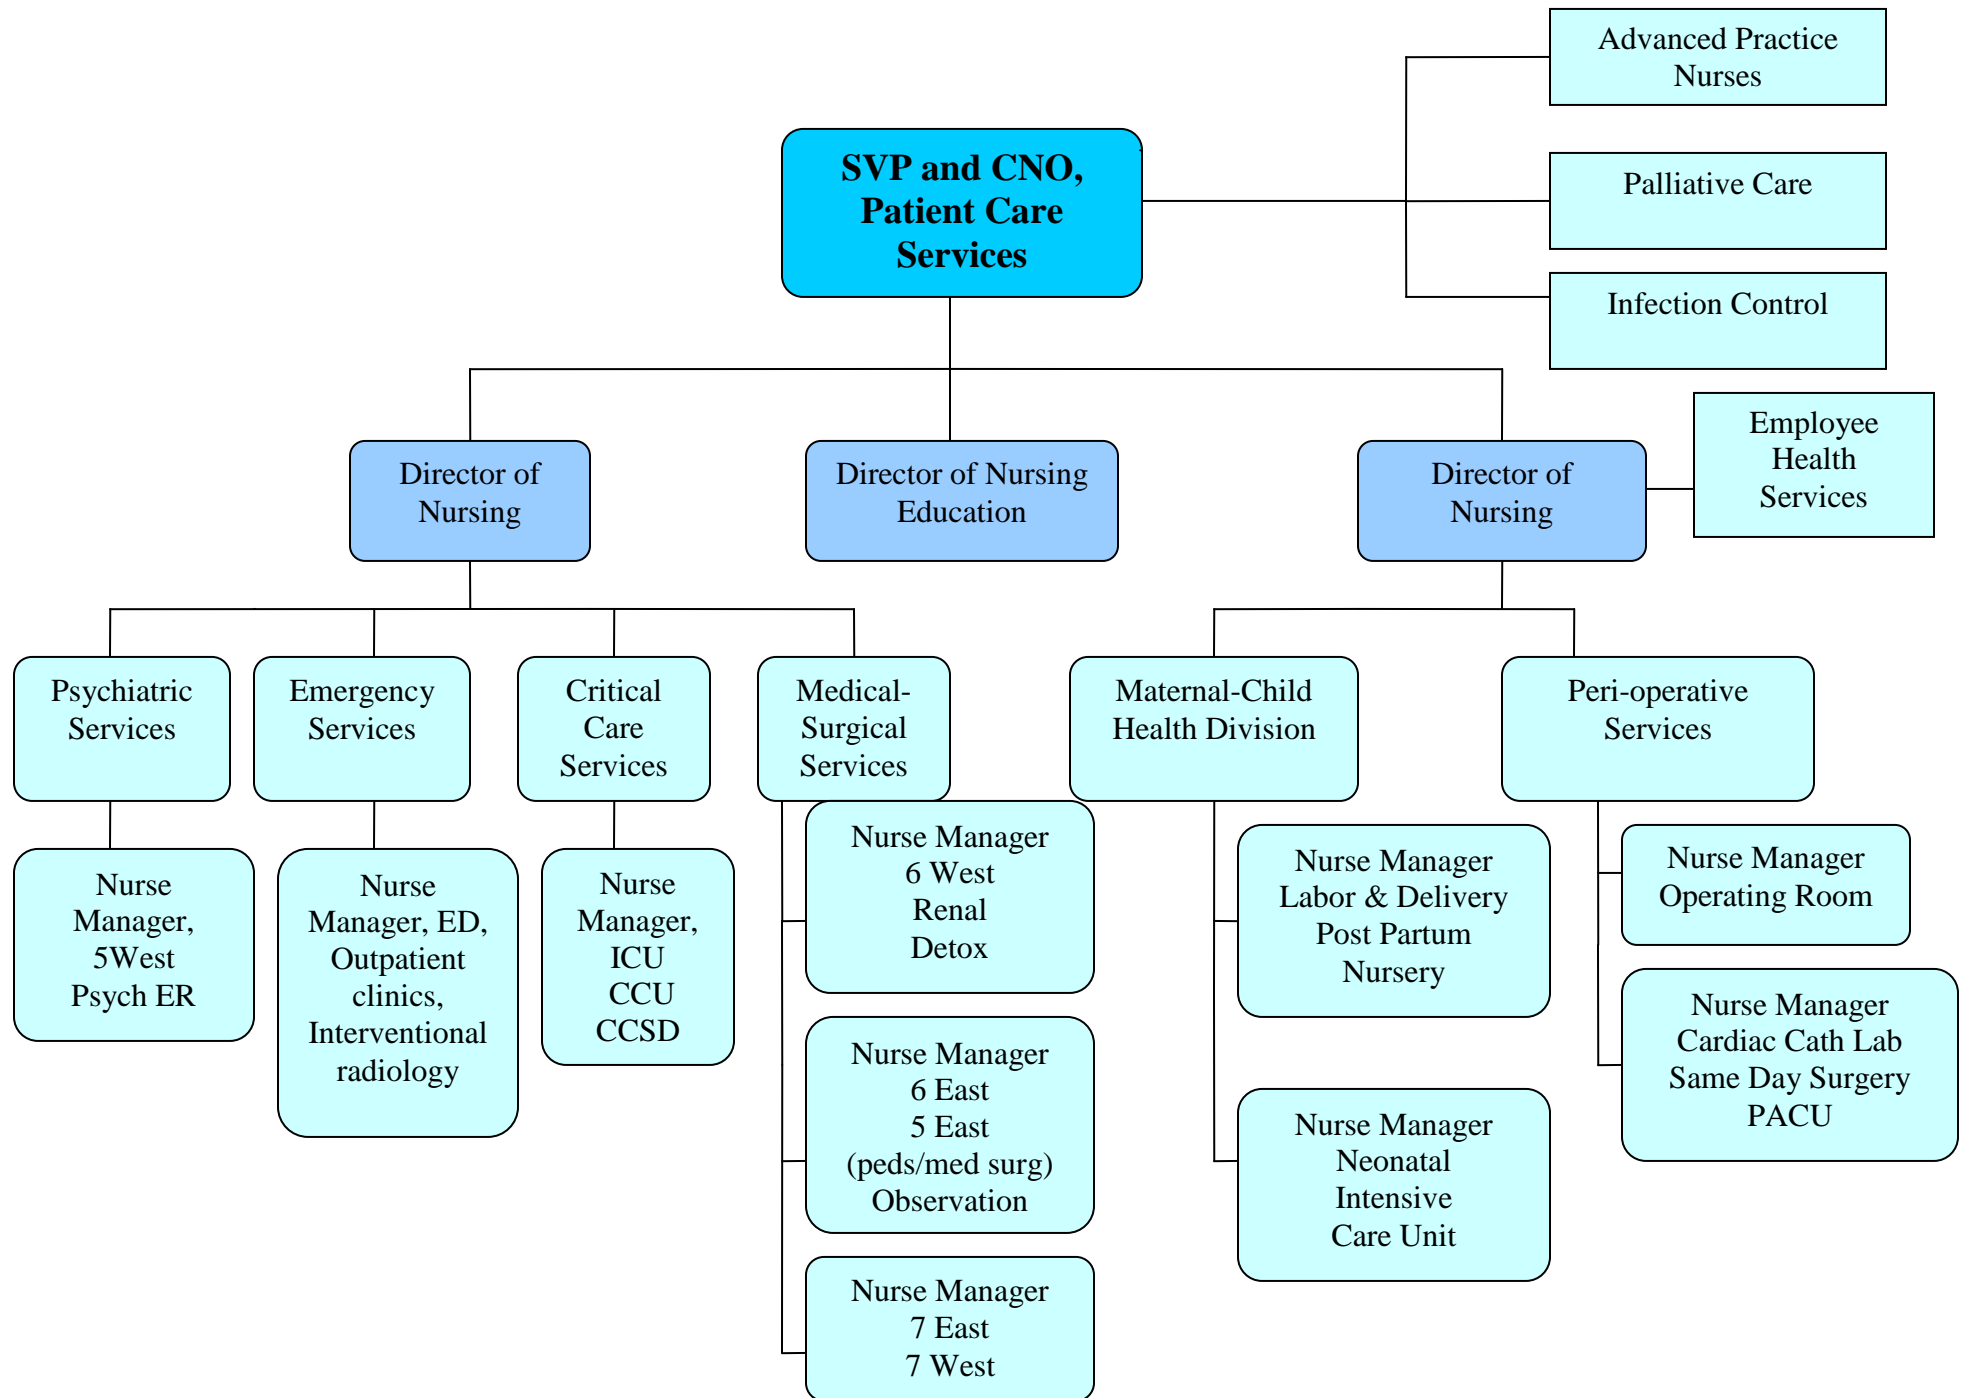 Advanced Practice
Nurses
SVP and CNO,
Patient Care
Services
Palliative Care
Infection Control
Director of
Nursing
Director of Nursing
Education
Director of
Nursing
Employee
Health
Services
Psychiatric
Services
Emergency
Services
Critical
Care
Services
Medical-
Surgical
Services
Maternal-Child
Health Division
Peri-operative
Services
Nurse
Manager,
5West
Psych ER
Nurse
Manager, ED,
Outpatient
clinics,
Interventional
radiology
Nurse
Manager,
ICU
CCU
CCSD
Nurse Manager
6 West
Renal
Detox
Nurse Manager
6 East
5 East
(peds/med surg)
Observation
Nurse Manager
7 East
7 West
Nurse Manager
Labor & Delivery
Post Partum
Nursery
Nurse Manager
Neonatal
Intensive
Care Unit
Nurse Manager
Operating Room
Nurse Manager
Cardiac Cath Lab
Same Day Surgery
PACU